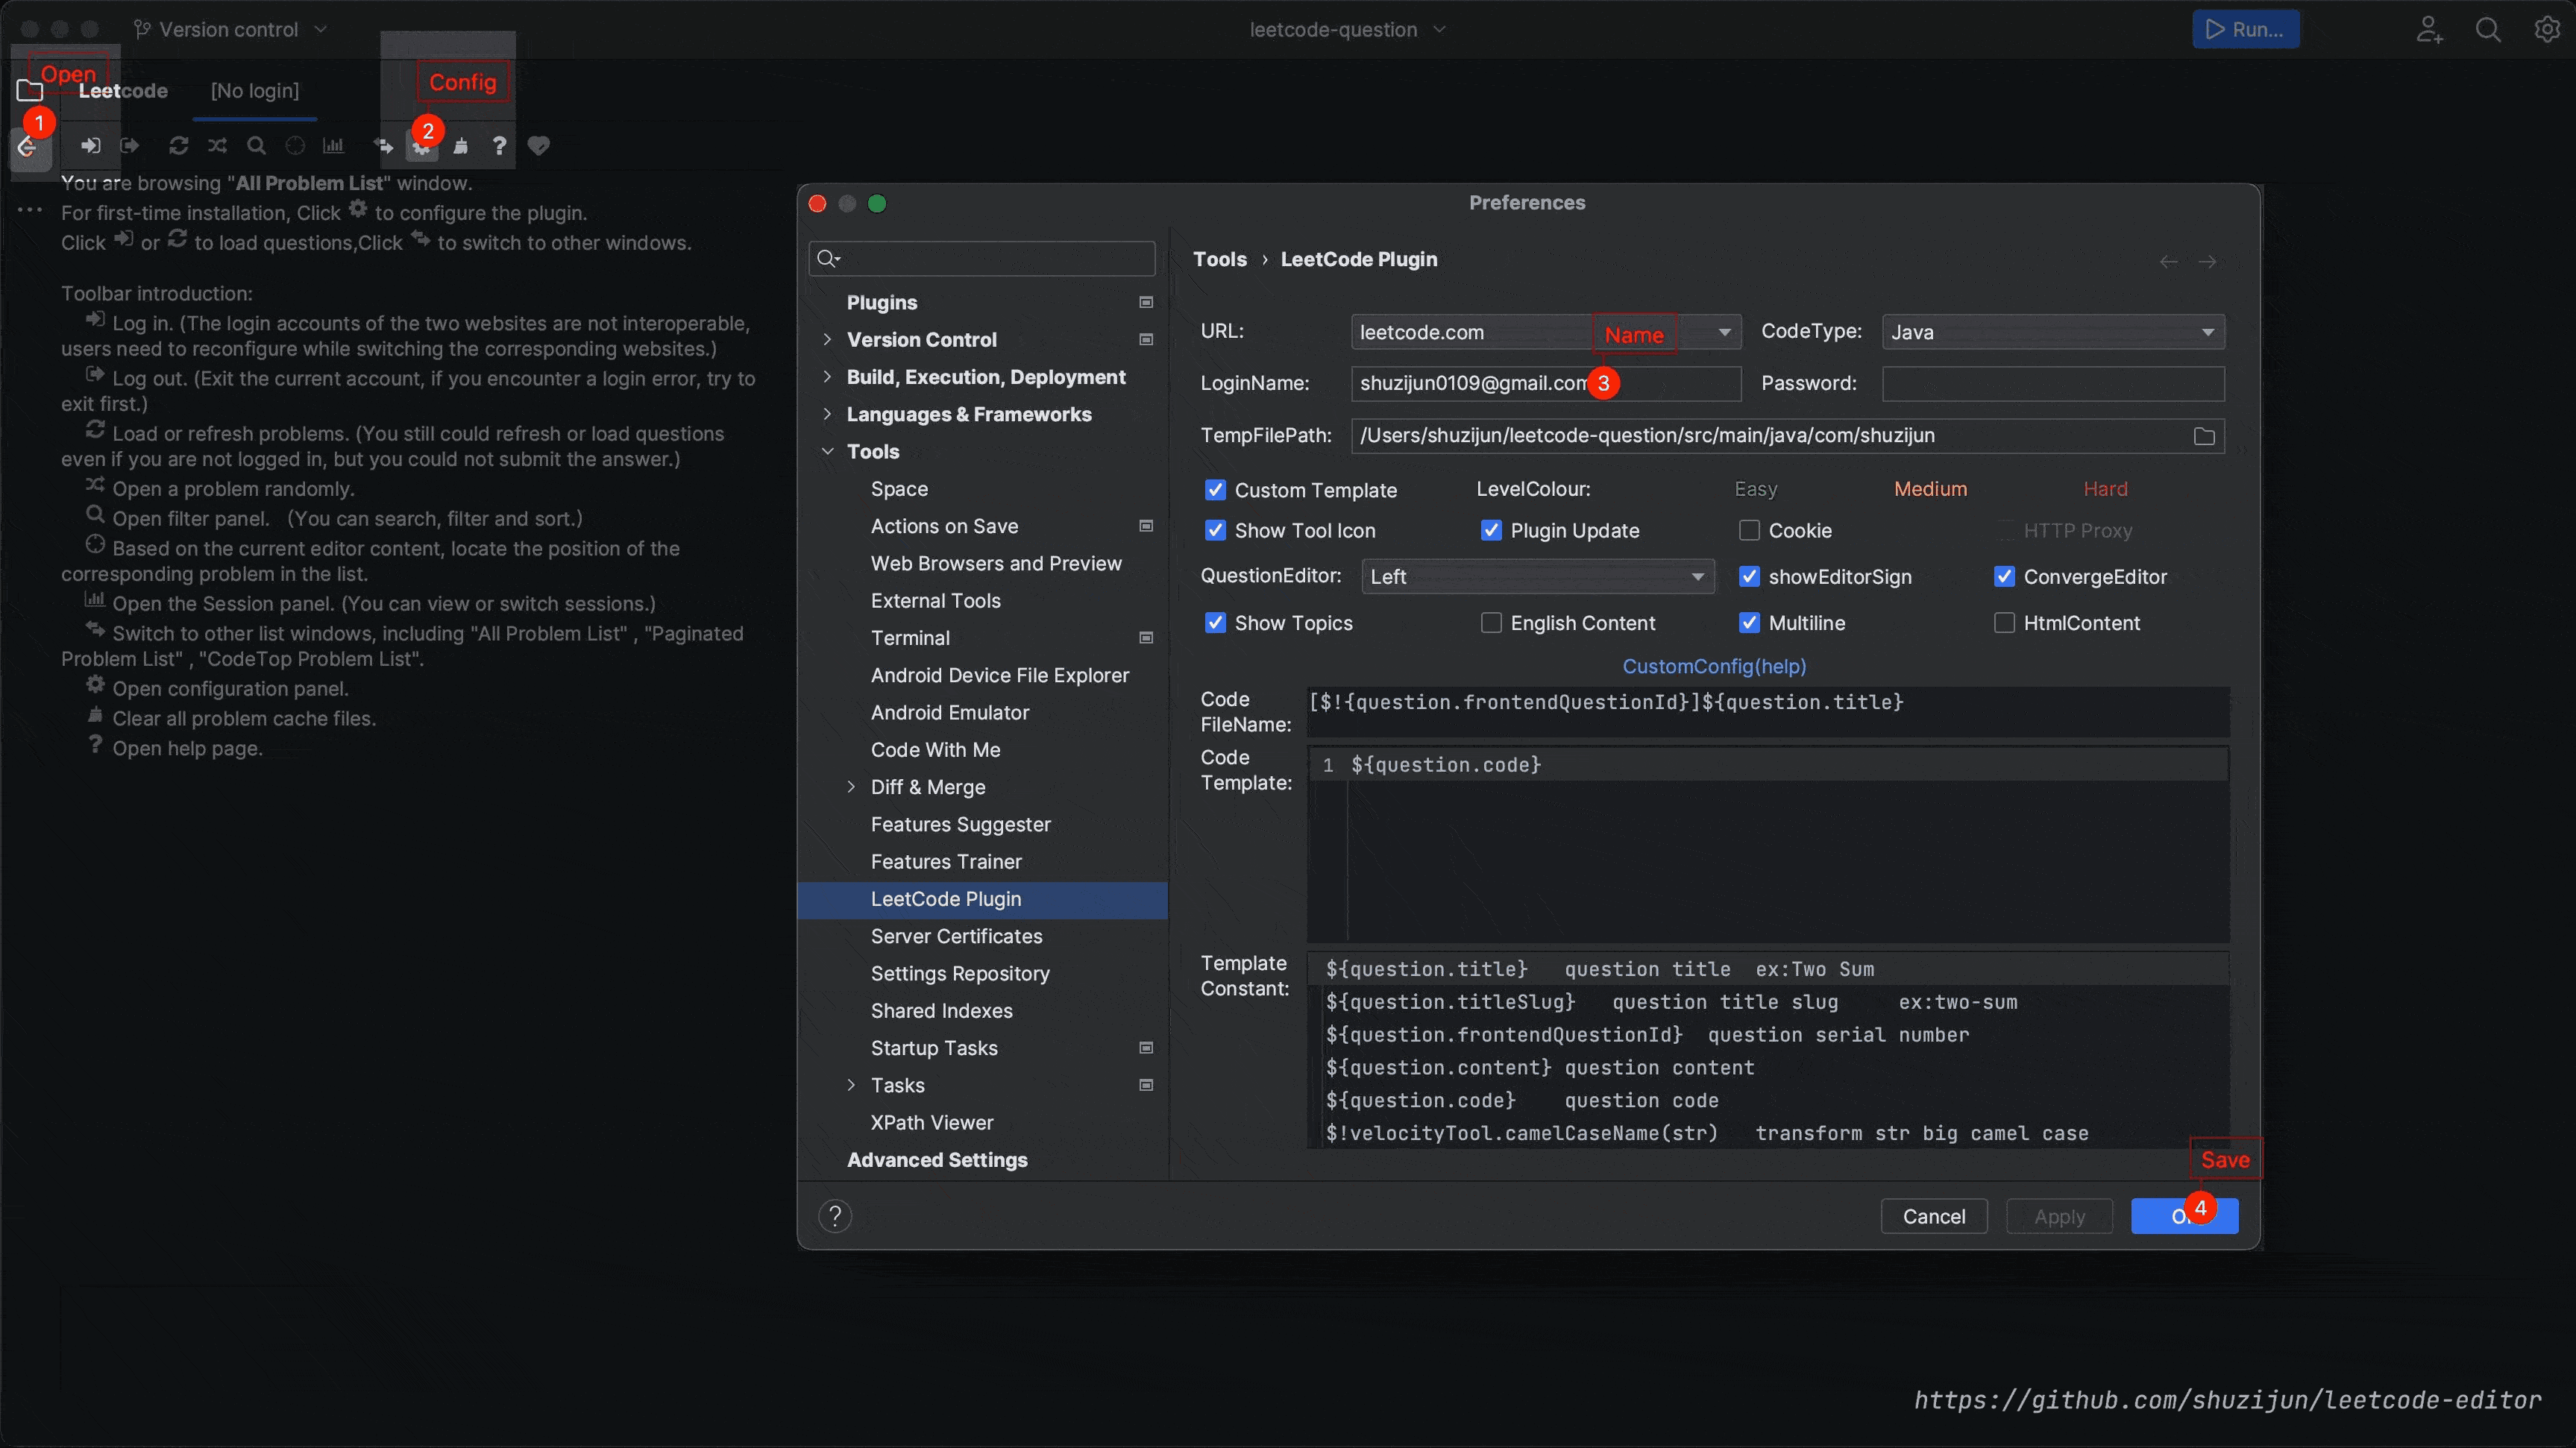 Version control
leetcode-question
Run...
Open
Leetcode
[No login]
Config
1
2
You are browsing "All Problem List" window.
For first-time installation, Click to configure the plugin.
Click or to load questions,Click to switch to other windows.
Toolbar introduction:
Log in. (The login accounts of the two websites are not interoperable,
users need to reconfigure while switching the corresponding websites.)
Log out. (Exit the current account, if you encounter a login error, try to
exit first.)
Load or refresh problems. (You still could refresh or load questions
even if you are not logged in, but you could not submit the answer.)
Open a problem randomly.
Open filter panel. (You can search, filter and sort.)
Based on the current editor content, locate the position of the
corresponding problem in the list.
Open the Session panel. (You can view or switch sessions.)
Switch to other list windows, including "All Problem List" , "Paginated
Problem List" , "CodeTop Problem List".
Open configuration panel.
Clear all problem cache files.
? Open help page.
Preferences
Plugins
Version Control
Build, Execution, Deployment
Languages & Frameworks
Tools
Space
Actions on Save
Web Browsers and Preview
External Tools
Terminal
Android Device File Explorer
Android Emulator
Code With Me
Diff & Merge
Features Suggester
Features Trainer
LeetCode Plugin
Server Certificates
Settings Repository
Shared Indexes
Startup Tasks
Tasks
XPath Viewer
Advanced Settings
Tools › LeetCode Plugin
URL: leetcode.com Name CodeType: Java
LoginName: shuzijun0109@gmail.com 3 Password:
TempFilePath: /Users/shuzijun/leetcode-question/src/main/java/com/shuzijun
Custom Template LevelColour: Easy Medium Hard
Show Tool Icon Plugin Update Cookie HTTP Proxy
QuestionEditor: Left showEditorSign ConvergeEditor
Show Topics English Content Multiline HtmlContent
CustomConfig(help)
Code
FileName:
[$!{question.frontendQuestionId}]${question.title}
Code
Template:
1 ${question.code}
Template
Constant:
${question.title} question title ex:Two Sum
${question.titleSlug} question title slug ex:two-sum
${question.frontendQuestionId} question serial number
${question.content} question content
${question.code} question code
$!velocityTool.camelCaseName(str) transform str big camel case
Save
? Cancel Apply 4
https://github.com/shuzijun/leetcode-editor